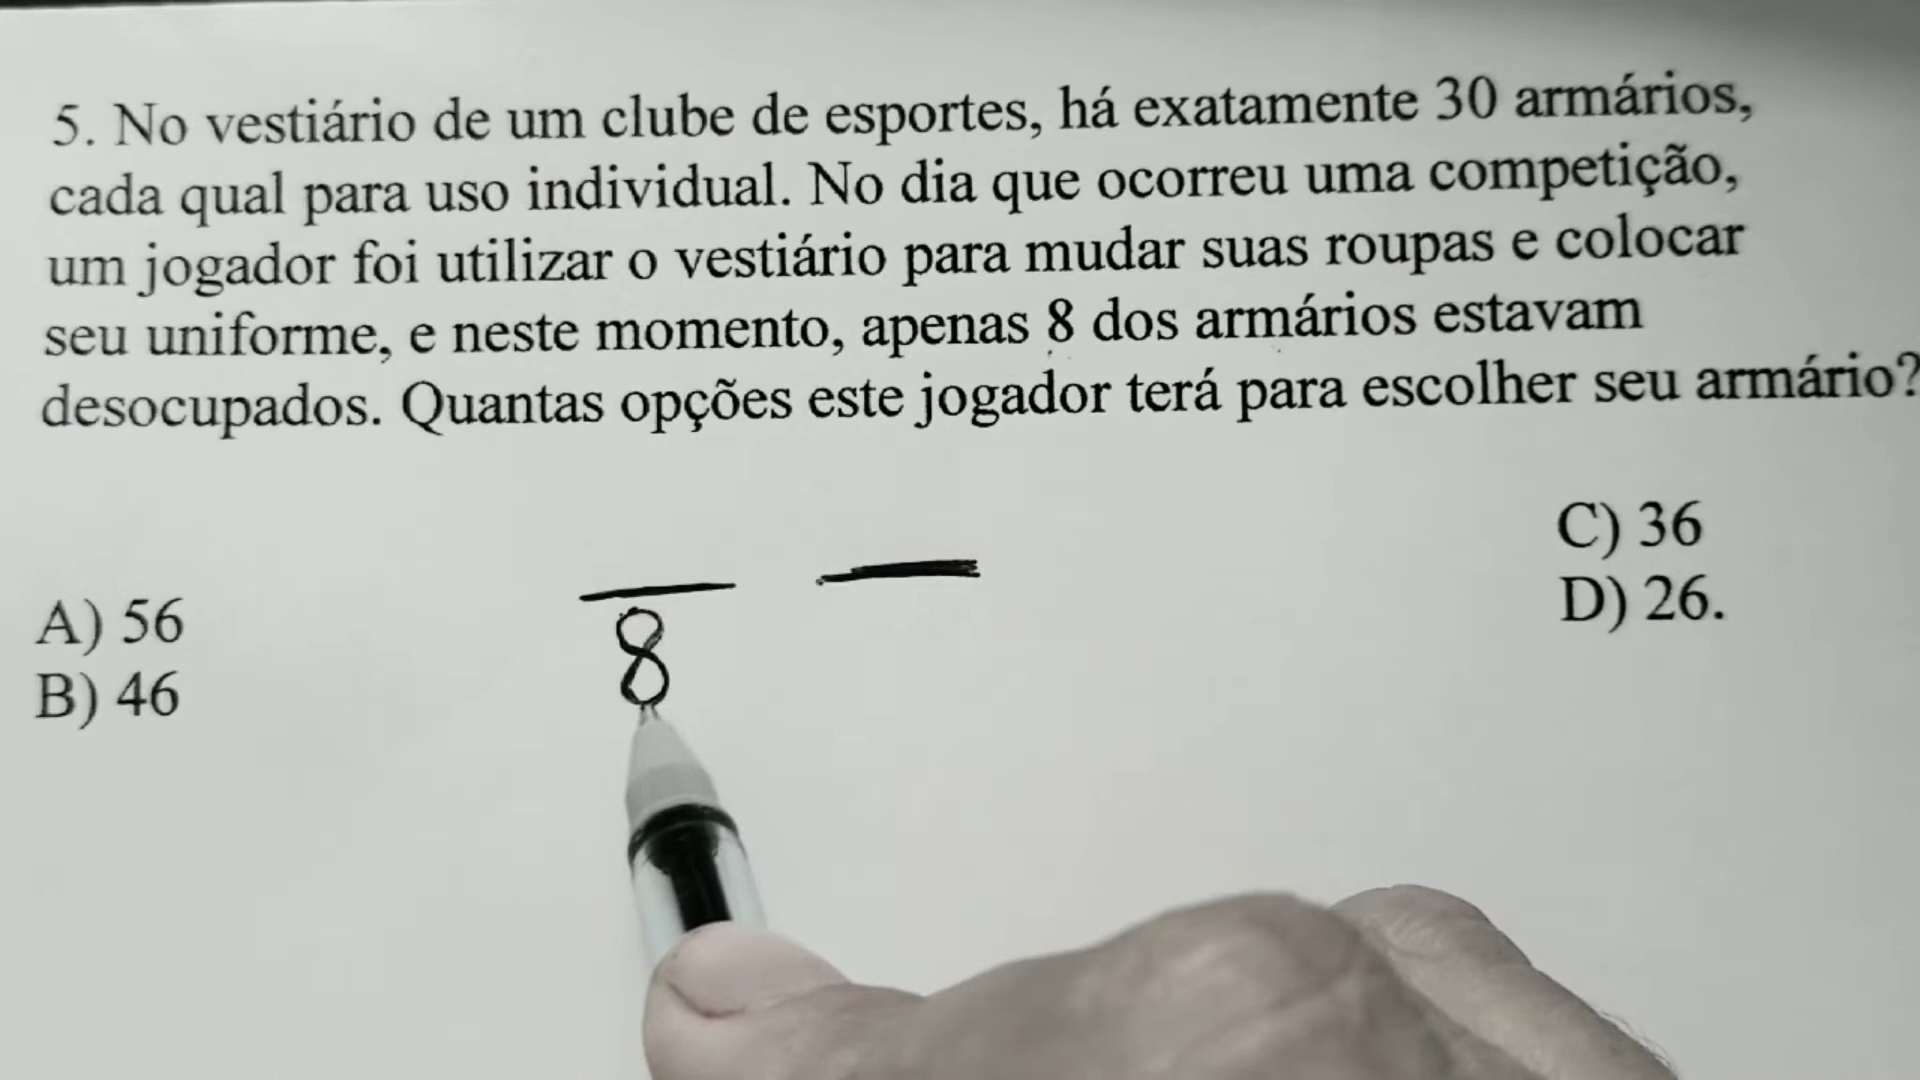 5. No vestiário de um clube de esportes, há exatamente 30 armários,
cada qual para uso individual. No dia que ocorreu uma competição,
um jogador foi utilizar o vestiário para mudar suas roupas e colocar
seu uniforme, e neste momento, apenas 8 dos armários estavam
desocupados. Quantas opções este jogador terá para escolher seu armário?
A) 56
B) 46
8
C) 36
D) 26.